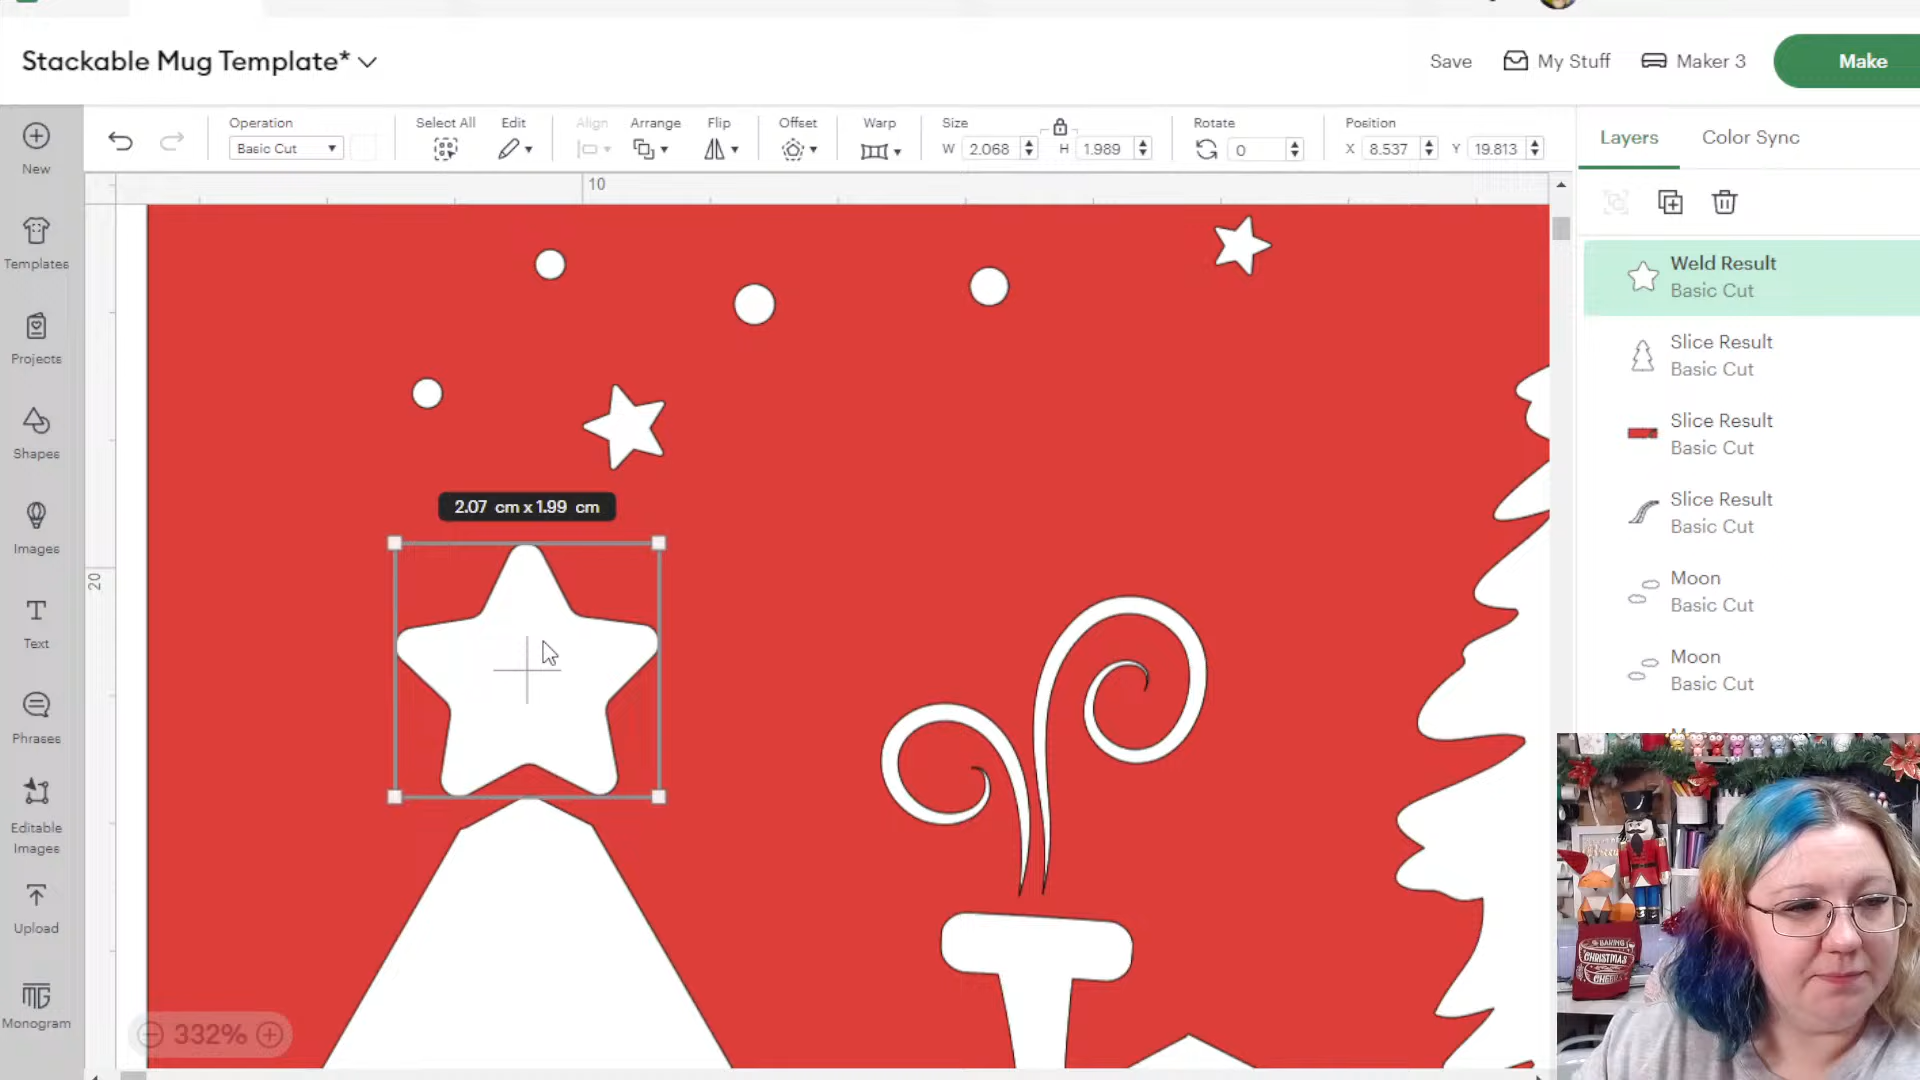 Stackable Mug Template*
Save
My Stuff
Maker 3
Make
Operation
Basic Cut
Select All
Edit
Align
Arrange
Flip
Offset
Warp
Size
W 2.068
H 1.989
Rotate
0
Position
X 8.537
Y 19.813
Layers
Color Sync
New
Templates
Projects
Shapes
Images
Text
Phrases
Editable
Images
Upload
Monogram
10
20
2.07 cm x 1.99 cm
332%
Weld Result
Basic Cut
Slice Result
Basic Cut
Slice Result
Basic Cut
Slice Result
Basic Cut
Moon
Basic Cut
Moon
Basic Cut
BAKING
CHRISTMAS
CHEER